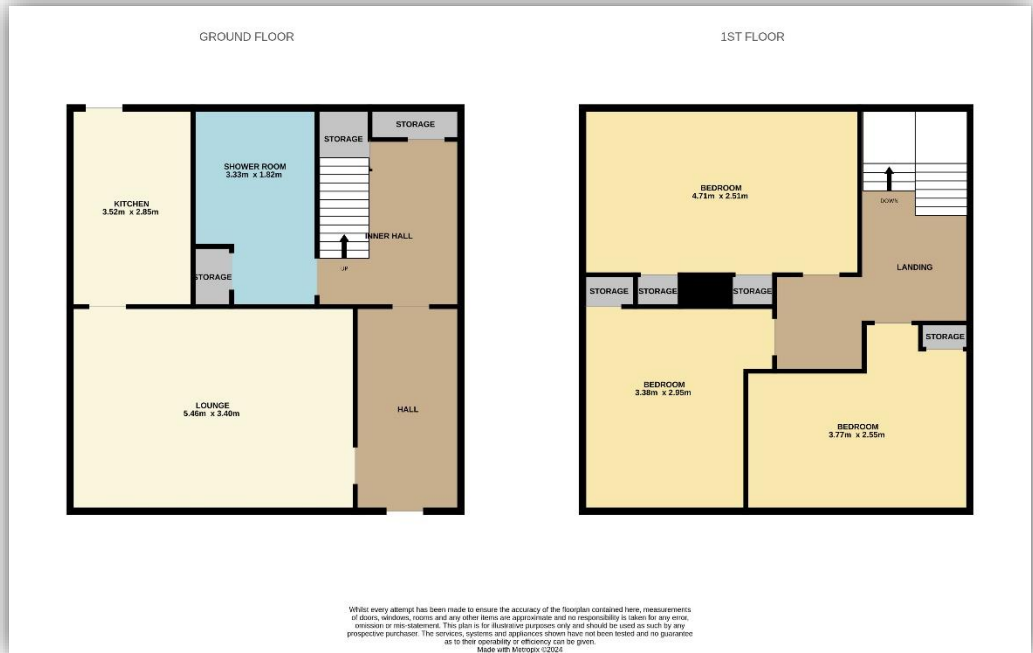 GROUND FLOOR
KITCHEN
3.52m x 2.85m
SHOWER ROOM
3.33m x 1.82m
STORAGE
STORAGE
INNER HALL
UP
STORAGE
LOUNGE
5.46m x 3.40m
HALL
1ST FLOOR
BEDROOM
4.71m x 2.51m
DOWN
LANDING
STORAGE
STORAGE
STORAGE
STORAGE
BEDROOM
3.38m x 2.95m
BEDROOM
3.77m x 2.55m
Whilst every attempt has been made to ensure the accuracy of the floorplan contained here, measurements
of doors, windows, rooms and any other items are approximate and no responsibility is taken for any error,
omission or mis-statement. This plan is for illustrative purposes only and should be used as such by any
prospective purchaser. The services, systems and appliances shown have not been tested and no guarantee
as to their operability or efficiency can be given.
Made with Metropix ©2024